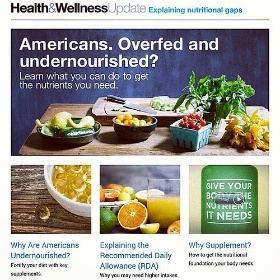 Health&WellnessUpdate Explaining nutritional gaps
Americans. Overfed and
undernourished?
Learn what you can do to get
the nutrients you need.
GIVE YOUR
BODY THE
NUTRIENTS
IT NEEDS
Why Are Americans
Undernourished?
Fortify your diet with key
supplements.
Explaining the
Recommended Daily
Allowance (RDA)
Why you may need higher intakes
Why Supplement?
How to get the nutritional
foundation your body needs